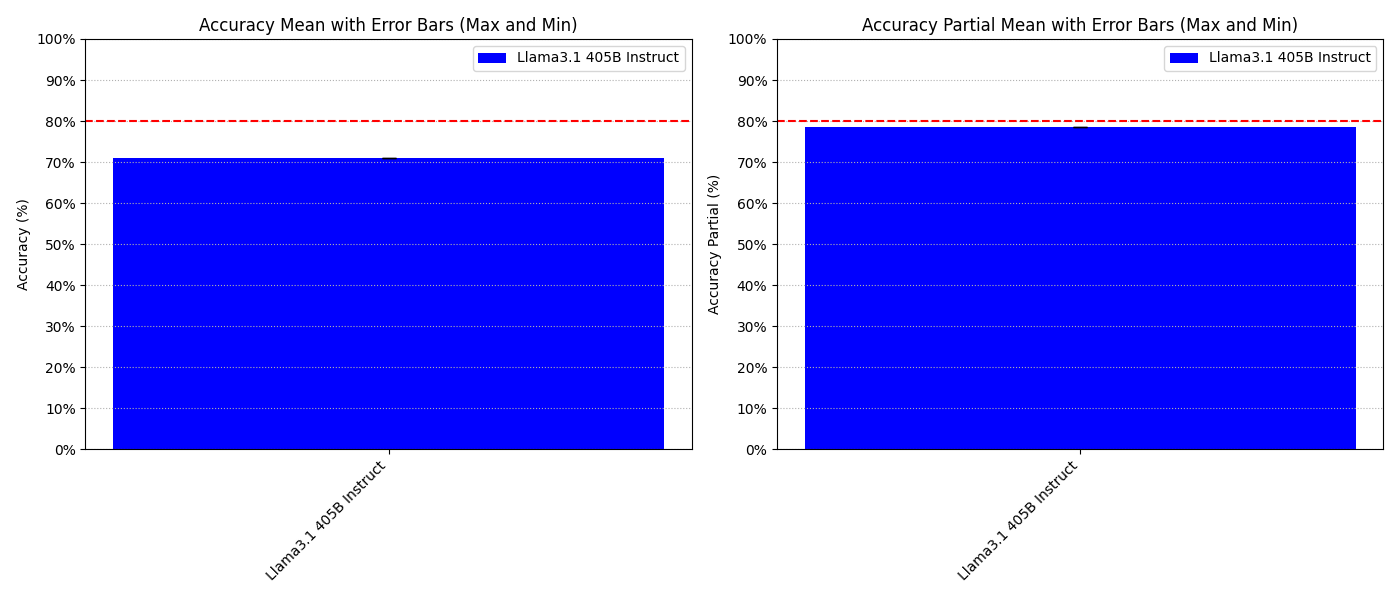 Accuracy Mean with Error Bars (Max and Min)
100%
90%
80%
70%
60%
50%
40%
30%
20%
10%
0%
Accuracy (%)
Llama3.1 405B Instruct
Llama3.1 405B Instruct
Accuracy Partial Mean with Error Bars (Max and Min)
100%
90%
80%
70%
60%
50%
40%
30%
20%
10%
0%
Accuracy Partial (%)
Llama3.1 405B Instruct
Llama3.1 405B Instruct